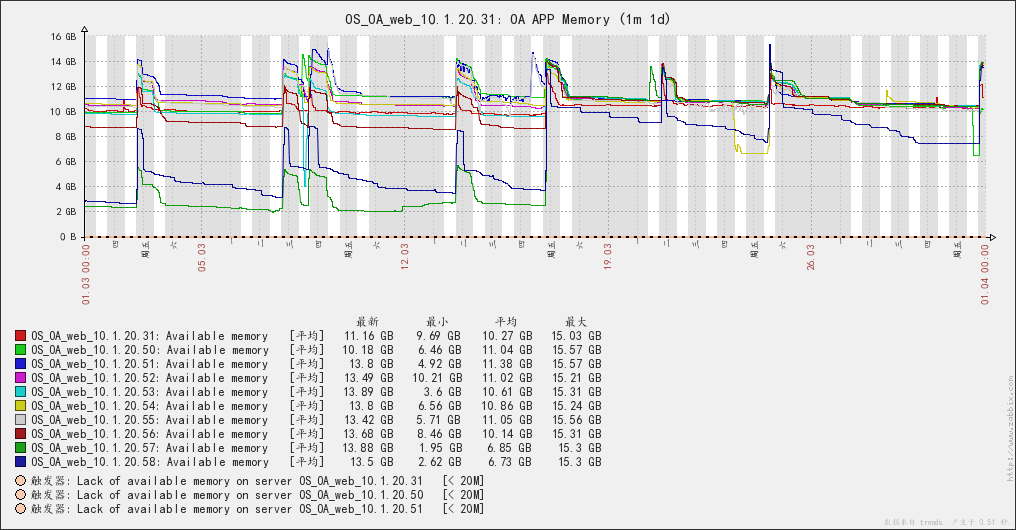 OS_OA_web_10.1.20.31: OA APP Memory (1m 1d)
16 GB
14 GB
12 GB
10 GB
8 GB
6 GB
4 GB
2 GB
0 B
01.03 00:00
四
周五
六
05.03
一
二
三
四
周五
六
12.03
一
二
三
四
周五
六
19.03
一
二
三
四
周五
六
26.03
一
二
三
四
周五
01.04 00:00
最新 最小 平均 最大
OS_OA_web_10.1.20.31: Available memory [平均] 11.16 GB 9.69 GB 10.27 GB 15.03 GB
OS_OA_web_10.1.20.50: Available memory [平均] 10.18 GB 6.46 GB 11.04 GB 15.57 GB
OS_OA_web_10.1.20.51: Available memory [平均] 13.8 GB 4.92 GB 11.38 GB 15.57 GB
OS_OA_web_10.1.20.52: Available memory [平均] 13.49 GB 10.21 GB 11.02 GB 15.21 GB
OS_OA_web_10.1.20.53: Available memory [平均] 13.89 GB 3.6 GB 10.61 GB 15.31 GB
OS_OA_web_10.1.20.54: Available memory [平均] 13.8 GB 6.56 GB 10.86 GB 15.24 GB
OS_OA_web_10.1.20.55: Available memory [平均] 13.42 GB 5.71 GB 11.05 GB 15.56 GB
OS_OA_web_10.1.20.56: Available memory [平均] 13.68 GB 8.46 GB 10.14 GB 15.31 GB
OS_OA_web_10.1.20.57: Available memory [平均] 13.88 GB 1.95 GB 6.85 GB 15.3 GB
OS_OA_web_10.1.20.58: Available memory [平均] 13.5 GB 2.62 GB 6.73 GB 15.3 GB
触发器: Lack of available memory on server OS_OA_web_10.1.20.31 [< 20M]
触发器: Lack of available memory on server OS_OA_web_10.1.20.50 [< 20M]
触发器: Lack of available memory on server OS_OA_web_10.1.20.51 [< 20M]
http://www.zabbix.com
数据来自 trends. 产生于 0.51 秒.